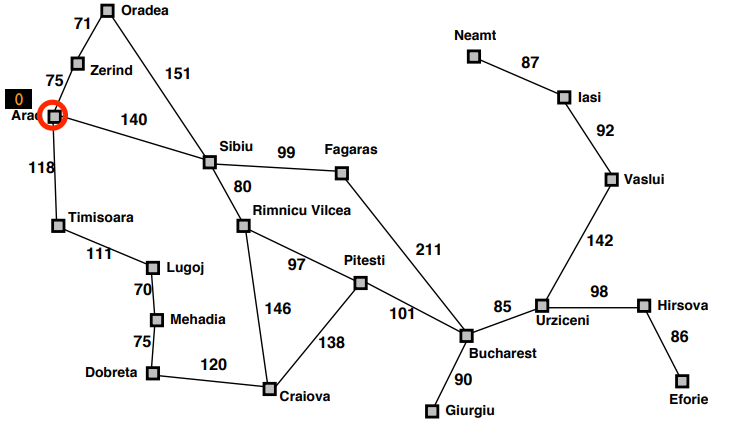 71
Oradea
Neamt
87
Zerind
151
75
Iasi
0
Arad
140
92
Sibiu
99
Fagaras
118
80
Vaslui
Timisoara
Rimnicu Vilcea
111
97
Pitesti
211
142
Lugoj
70
98
Hirsova
146
101
85
Mehadia
Urziceni
75
138
86
Bucharest
Dobreta
120
90
Craiova
Giurgiu
Eforie